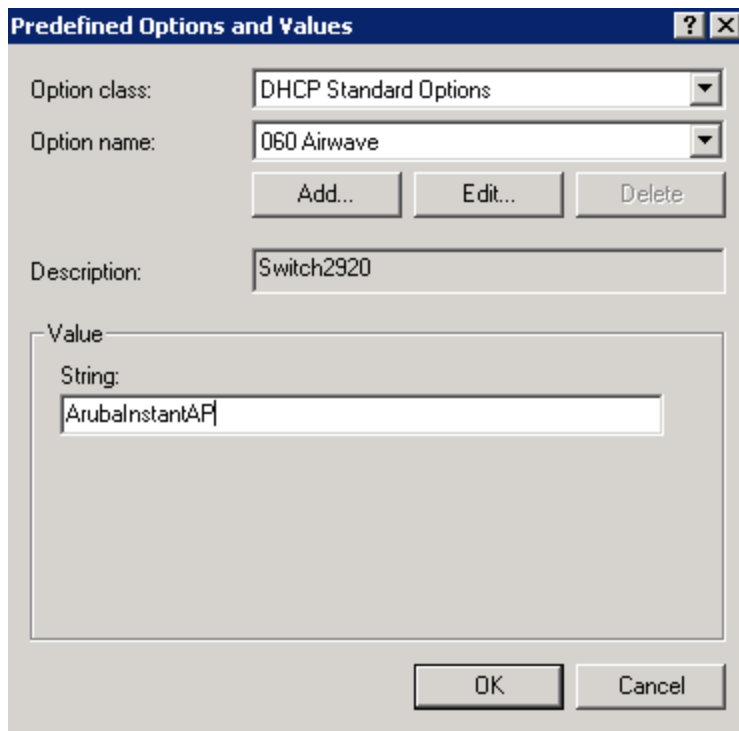 Predefined Options and Values
Option class:
DHCP Standard Options
Option name:
060 Airwave
Add...
Edit...
Delete
Description:
Switch2920
Value
String:
ArubaInstantAP
OK
Cancel